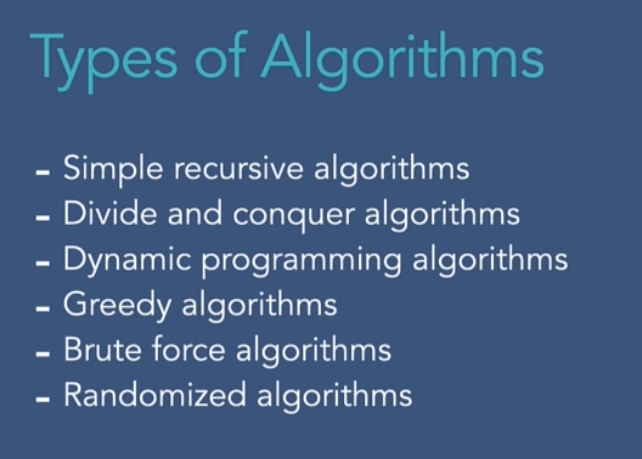 Types of Algorithms
- Simple recursive algorithms
- Divide and conquer algorithms
- Dynamic programming algorithms
- Greedy algorithms
- Brute force algorithms
- Randomized algorithms